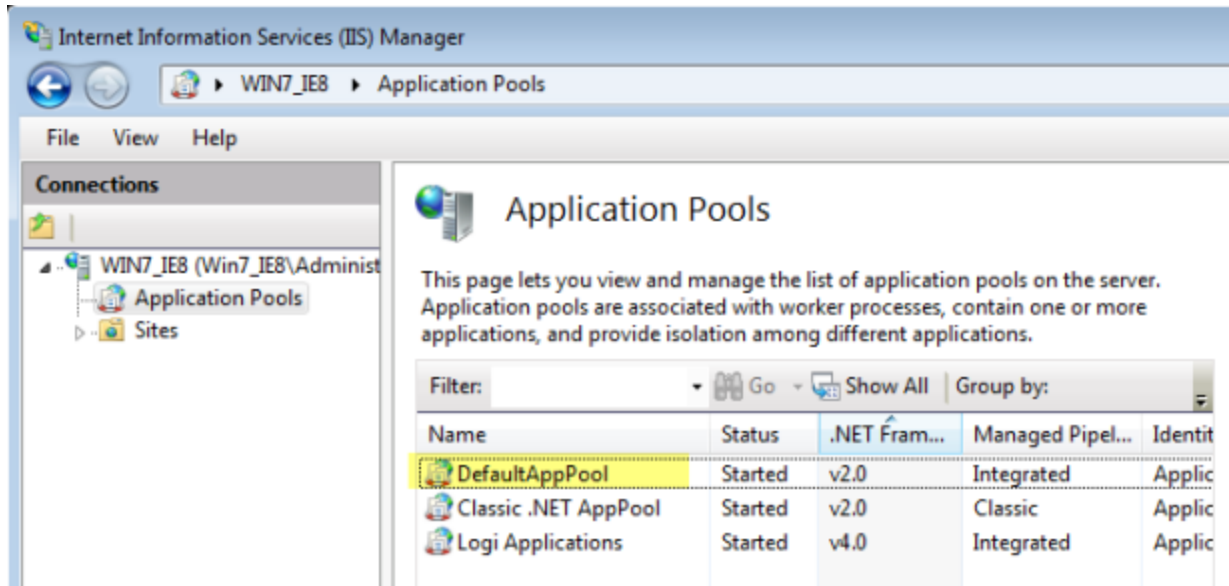 Internet Information Services (IIS) Manager
WIN7_IE8 Application Pools
File View Help
Connections
WIN7_IE8 (Win7_IE8\Administ
Application Pools
Sites
Application Pools
This page lets you view and manage the list of application pools on the server.
Application pools are associated with worker processes, contain one or more
applications, and provide isolation among different applications.
Filter: Go Show All Group by:
Name Status .NET Fram... Managed Pipel... Identit
DefaultAppPool Started v2.0 Integrated Applic
Classic .NET AppPool Started v2.0 Classic Applic
Logi Applications Started v4.0 Integrated Applic